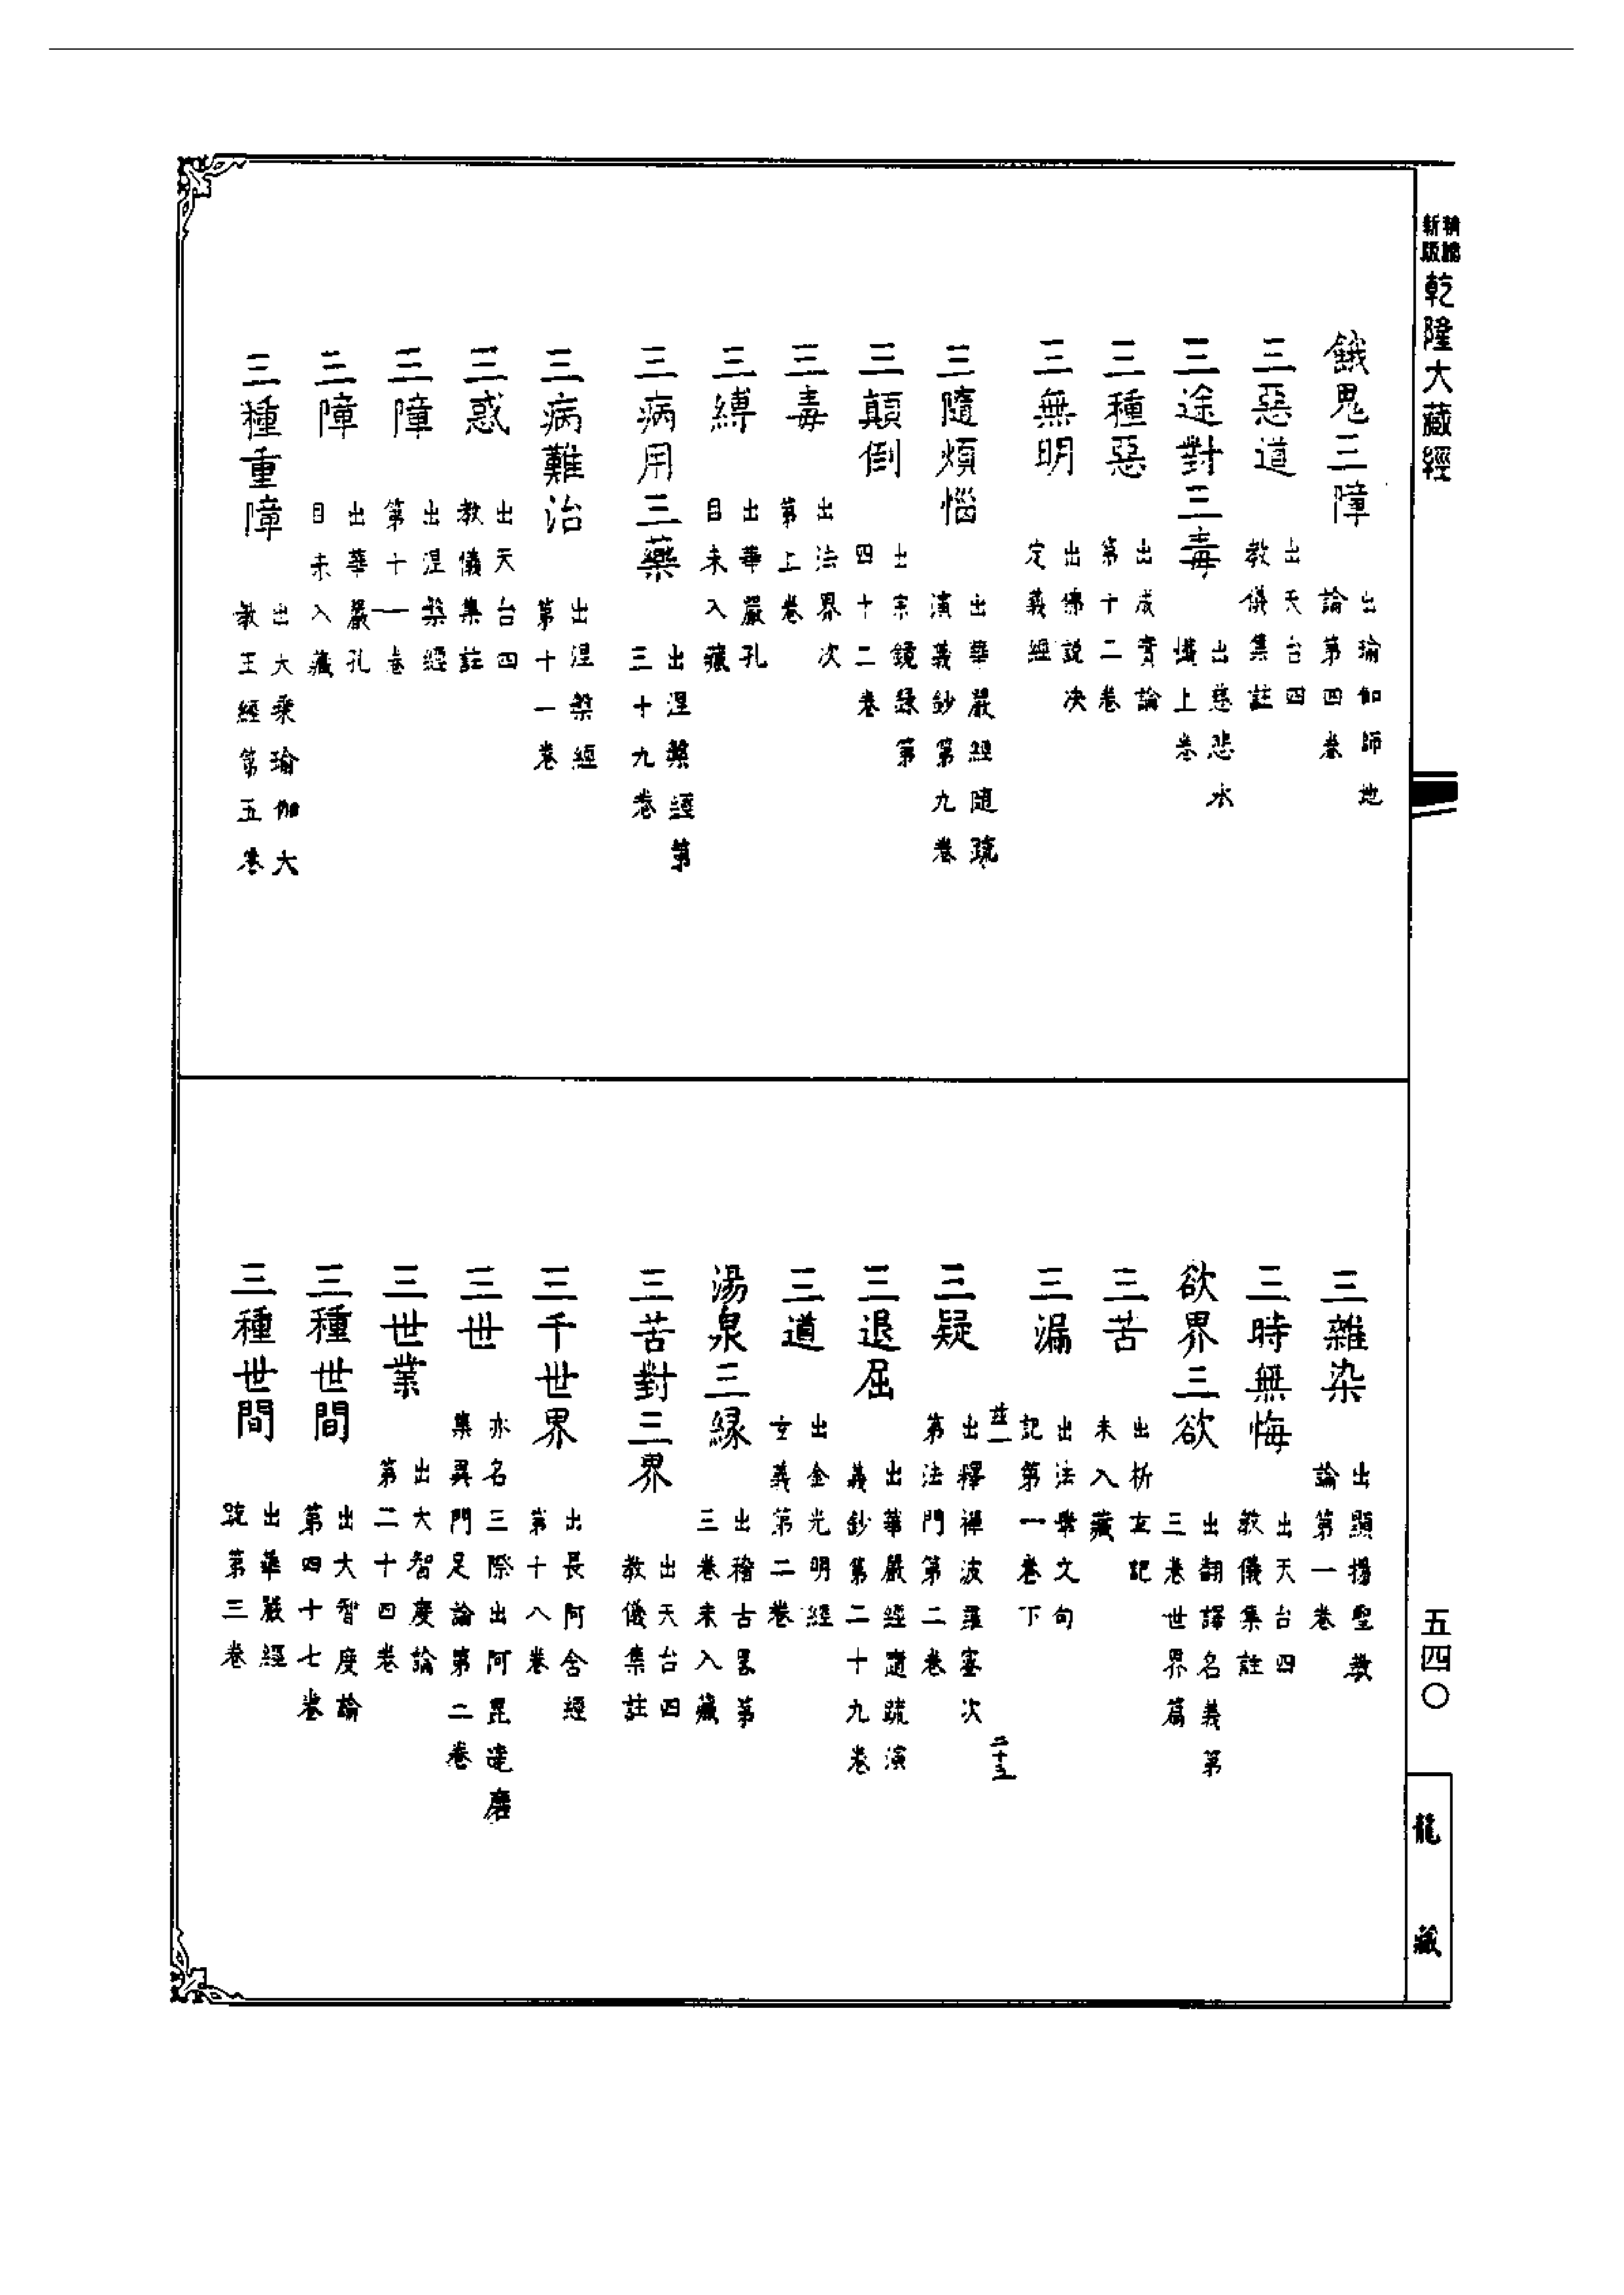 新版
乾隆大藏經
餓鬼三障 出瑜伽師地論第四卷
三惡道 出天台四教儀集註
三途對三毒 出慈悲水懺上卷
三種惡 出成實論第十二卷
三無明 出佛說決定義經
三隨煩惱 出華嚴經隨疏演義鈔第九卷
三顛倒 出宗鏡錄第四十二卷
三毒 出法界次第上卷
三縛 出華嚴孔目未入藏
三病用三藥 出涅槃經第三十九卷
三病難治 出涅槃經第十一卷
三惑 出天台四教儀集註
三障 出涅槃經第十一卷
三障 出華嚴孔目未入藏
三種重障 出大乘瑜伽大教王經第五卷
三雜染 出顯揚聖教論第一卷
三時無悔 出天台四教儀集註
欲界三欲 出翻譯名義第三卷世界篇
三苦 出析玄記未入藏
三漏 出法華文句記第一卷下
三疑 出釋禪波羅蜜次第法門第二卷
三退屈 出華嚴經隨疏演義鈔第二十九卷
三道 出金光明經玄義第二卷
湯泉三緣 出稽古畧第三卷未入藏
三苦對三界 出天台四教儀集註
三千世界 出長阿含經第十八卷
三世 亦名三際出阿毘達磨集異門足論第二卷
三世業 出大智度論第二十四卷
三種世間 出大智度論第四十七卷
三種世間 出華嚴經疏第三卷
五四〇
龍藏